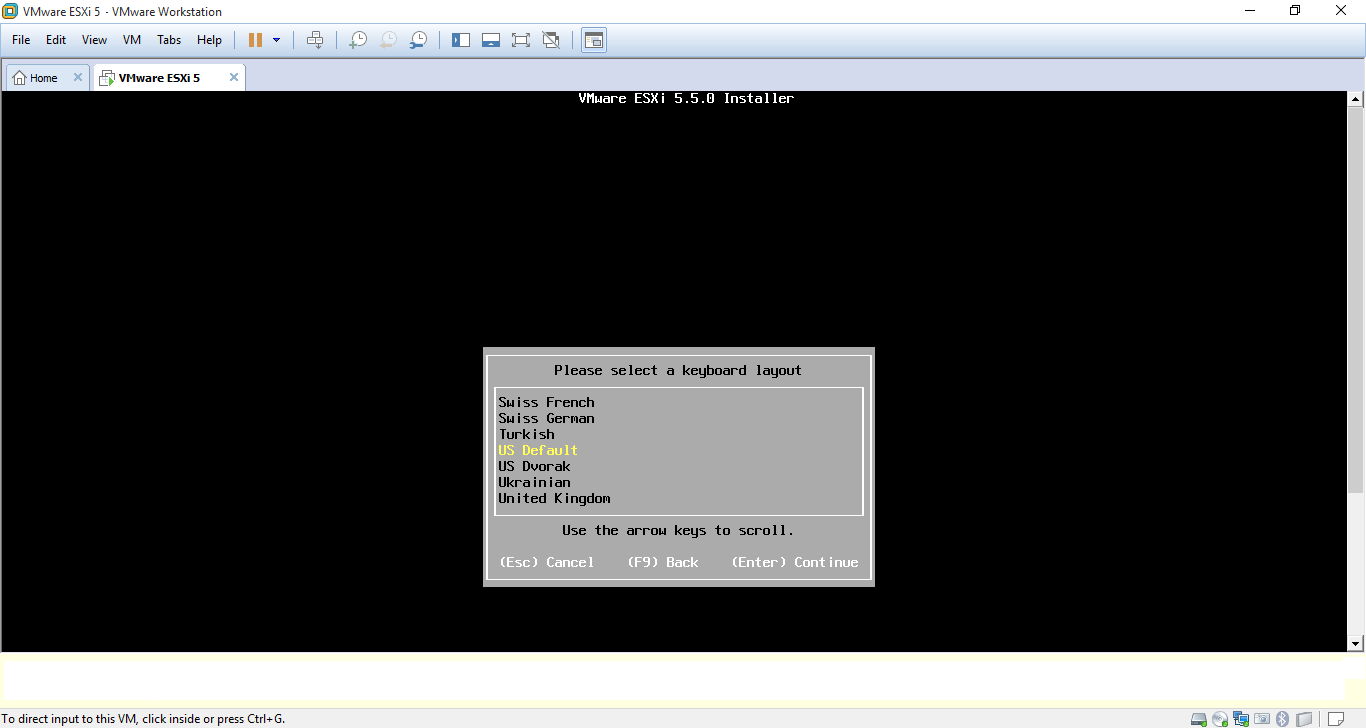 VMware ESXi 5 - VMware Workstation
File Edit View VM Tabs Help
Home VMware ESXi 5
VMware ESXi 5.5.0 Installer
Please select a keyboard layout
Swiss French
Swiss German
Turkish
US Default
US Dvorak
Ukrainian
United Kingdom
Use the arrow keys to scroll.
(Esc) Cancel (F9) Back (Enter) Continue
To direct input to this VM, click inside or press Ctrl+G.